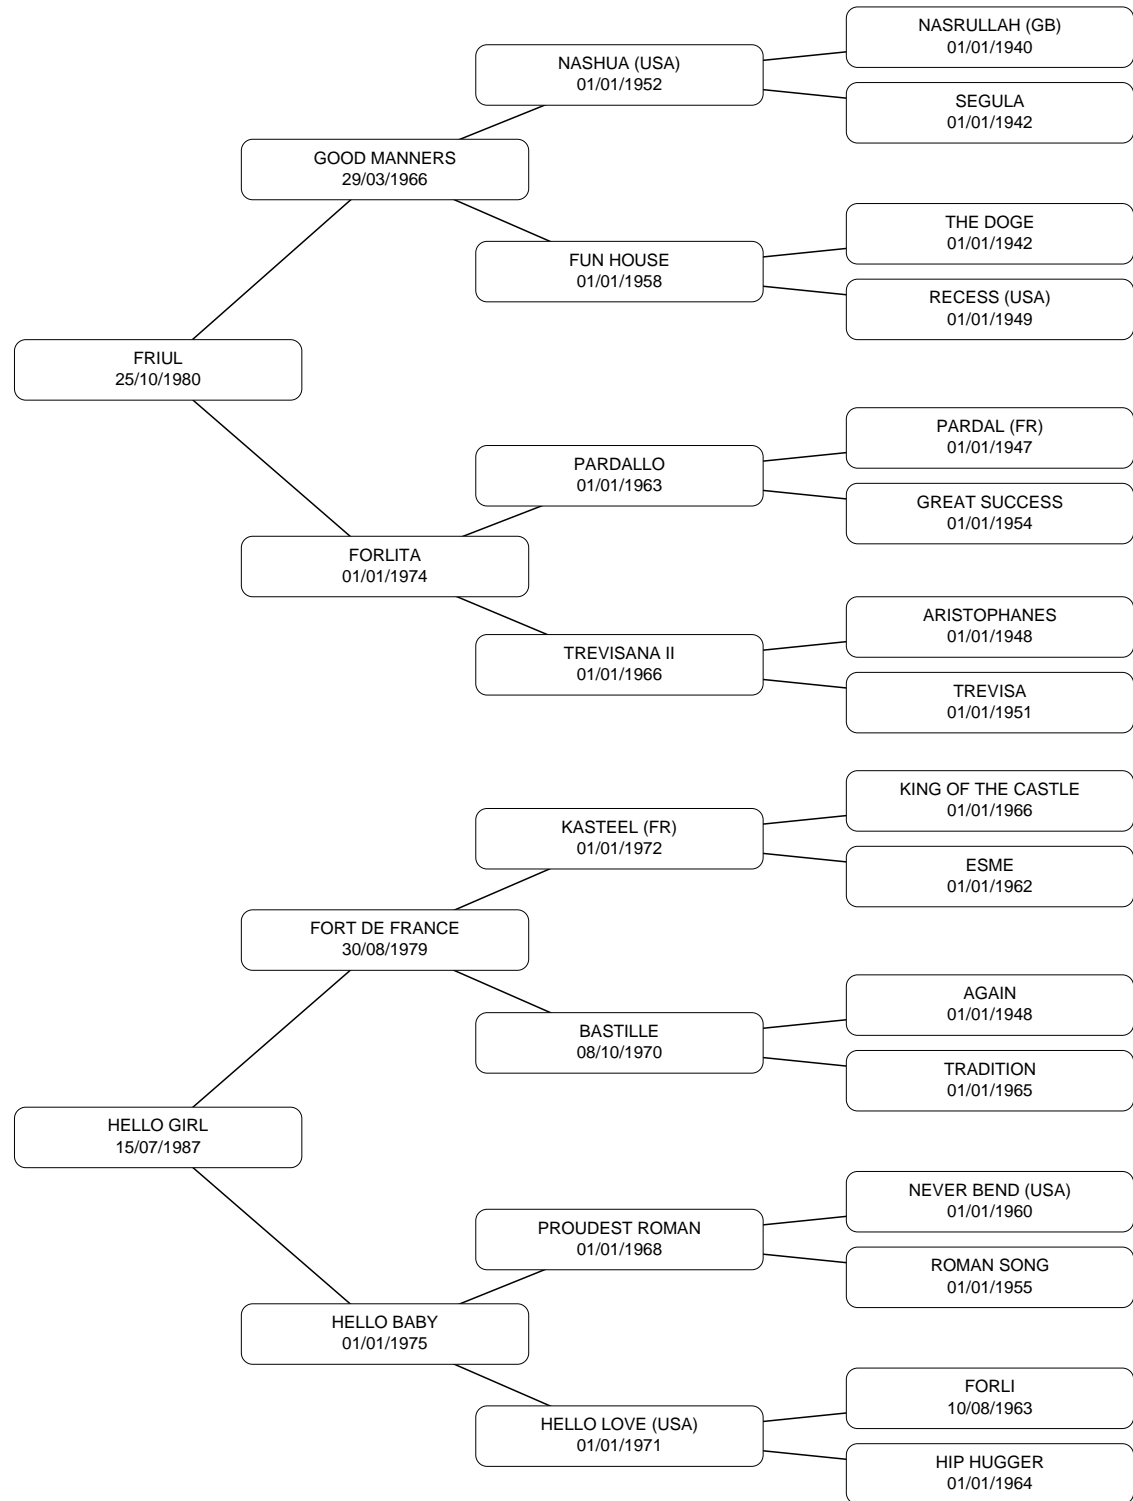 NASRULLAH (GB)
01/01/1940
NASHUA (USA)
01/01/1952
SEGULA
01/01/1942
GOOD MANNERS
29/03/1966
THE DOGE
01/01/1942
FUN HOUSE
01/01/1958
RECESS (USA)
01/01/1949
FRIUL
25/10/1980
PARDAL (FR)
01/01/1947
PARDALLO
01/01/1963
GREAT SUCCESS
01/01/1954
FORLITA
01/01/1974
ARISTOPHANES
01/01/1948
TREVISANA II
01/01/1966
TREVISA
01/01/1951
KING OF THE CASTLE
01/01/1966
KASTEEL (FR)
01/01/1972
ESME
01/01/1962
FORT DE FRANCE
30/08/1979
AGAIN
01/01/1948
BASTILLE
08/10/1970
TRADITION
01/01/1965
HELLO GIRL
15/07/1987
NEVER BEND (USA)
01/01/1960
PROUDEST ROMAN
01/01/1968
ROMAN SONG
01/01/1955
HELLO BABY
01/01/1975
FORLI
10/08/1963
HELLO LOVE (USA)
01/01/1971
HIP HUGGER
01/01/1964